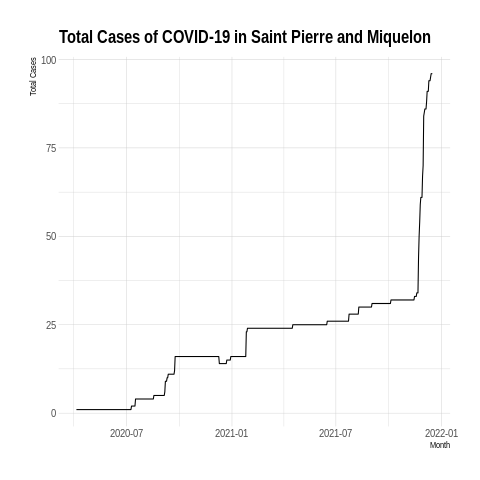 Total Cases of COVID-19 in Saint Pierre and Miquelon
Total Cases
100
75
50
25
0
2020-07 2021-01 2021-07 2022-01
Month